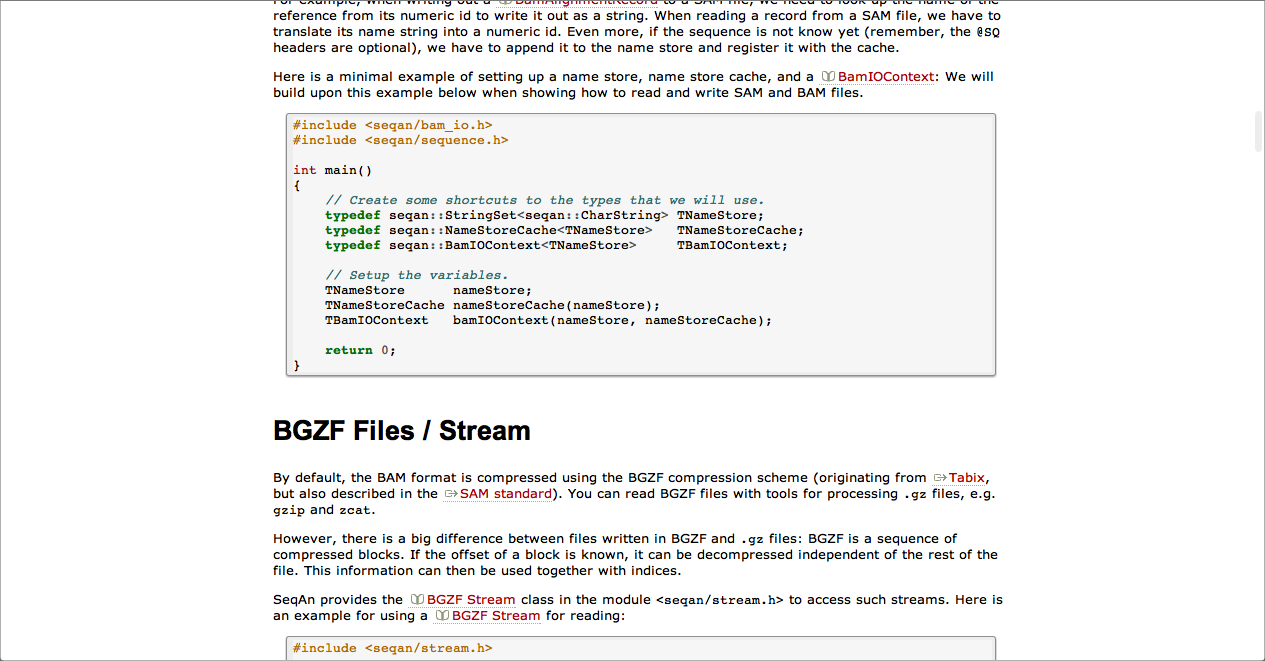 For example, when writing out a BamAlignmentRecord to a SAM file, we need to look up the name of the
reference from its numeric id to write it out as a string. When reading a record from a SAM file, we have to
translate its name string into a numeric id. Even more, if the sequence is not know yet (remember, the @SQ
headers are optional), we have to append it to the name store and register it with the cache.
Here is a minimal example of setting up a name store, name store cache, and a BamIOContext: We will
build upon this example below when showing how to read and write SAM and BAM files.
#include <seqan/bam_io.h>
#include <seqan/sequence.h>
int main()
{
    // Create some shortcuts to the types that we will use.
    typedef seqan::StringSet<seqan::CharString> TNameStore;
    typedef seqan::NameStoreCache<TNameStore>   TNameStoreCache;
    typedef seqan::BamIOContext<TNameStore>     TBamIOContext;
    // Setup the variables.
    TNameStore      nameStore;
    TNameStoreCache nameStoreCache(nameStore);
    TBamIOContext   bamIOContext(nameStore, nameStoreCache);
    return 0;
}
BGZF Files / Stream
By default, the BAM format is compressed using the BGZF compression scheme (originating from Tabix,
but also described in the SAM standard). You can read BGZF files with tools for processing .gz files, e.g.
gzip and zcat.
However, there is a big difference between files written in BGZF and .gz files: BGZF is a sequence of
compressed blocks. If the offset of a block is known, it can be decompressed independent of the rest of the
file. This information can then be used together with indices.
SeqAn provides the BGZF Stream class in the module <seqan/stream.h> to access such streams. Here is
an example for using a BGZF Stream for reading:
#include <seqan/stream.h>